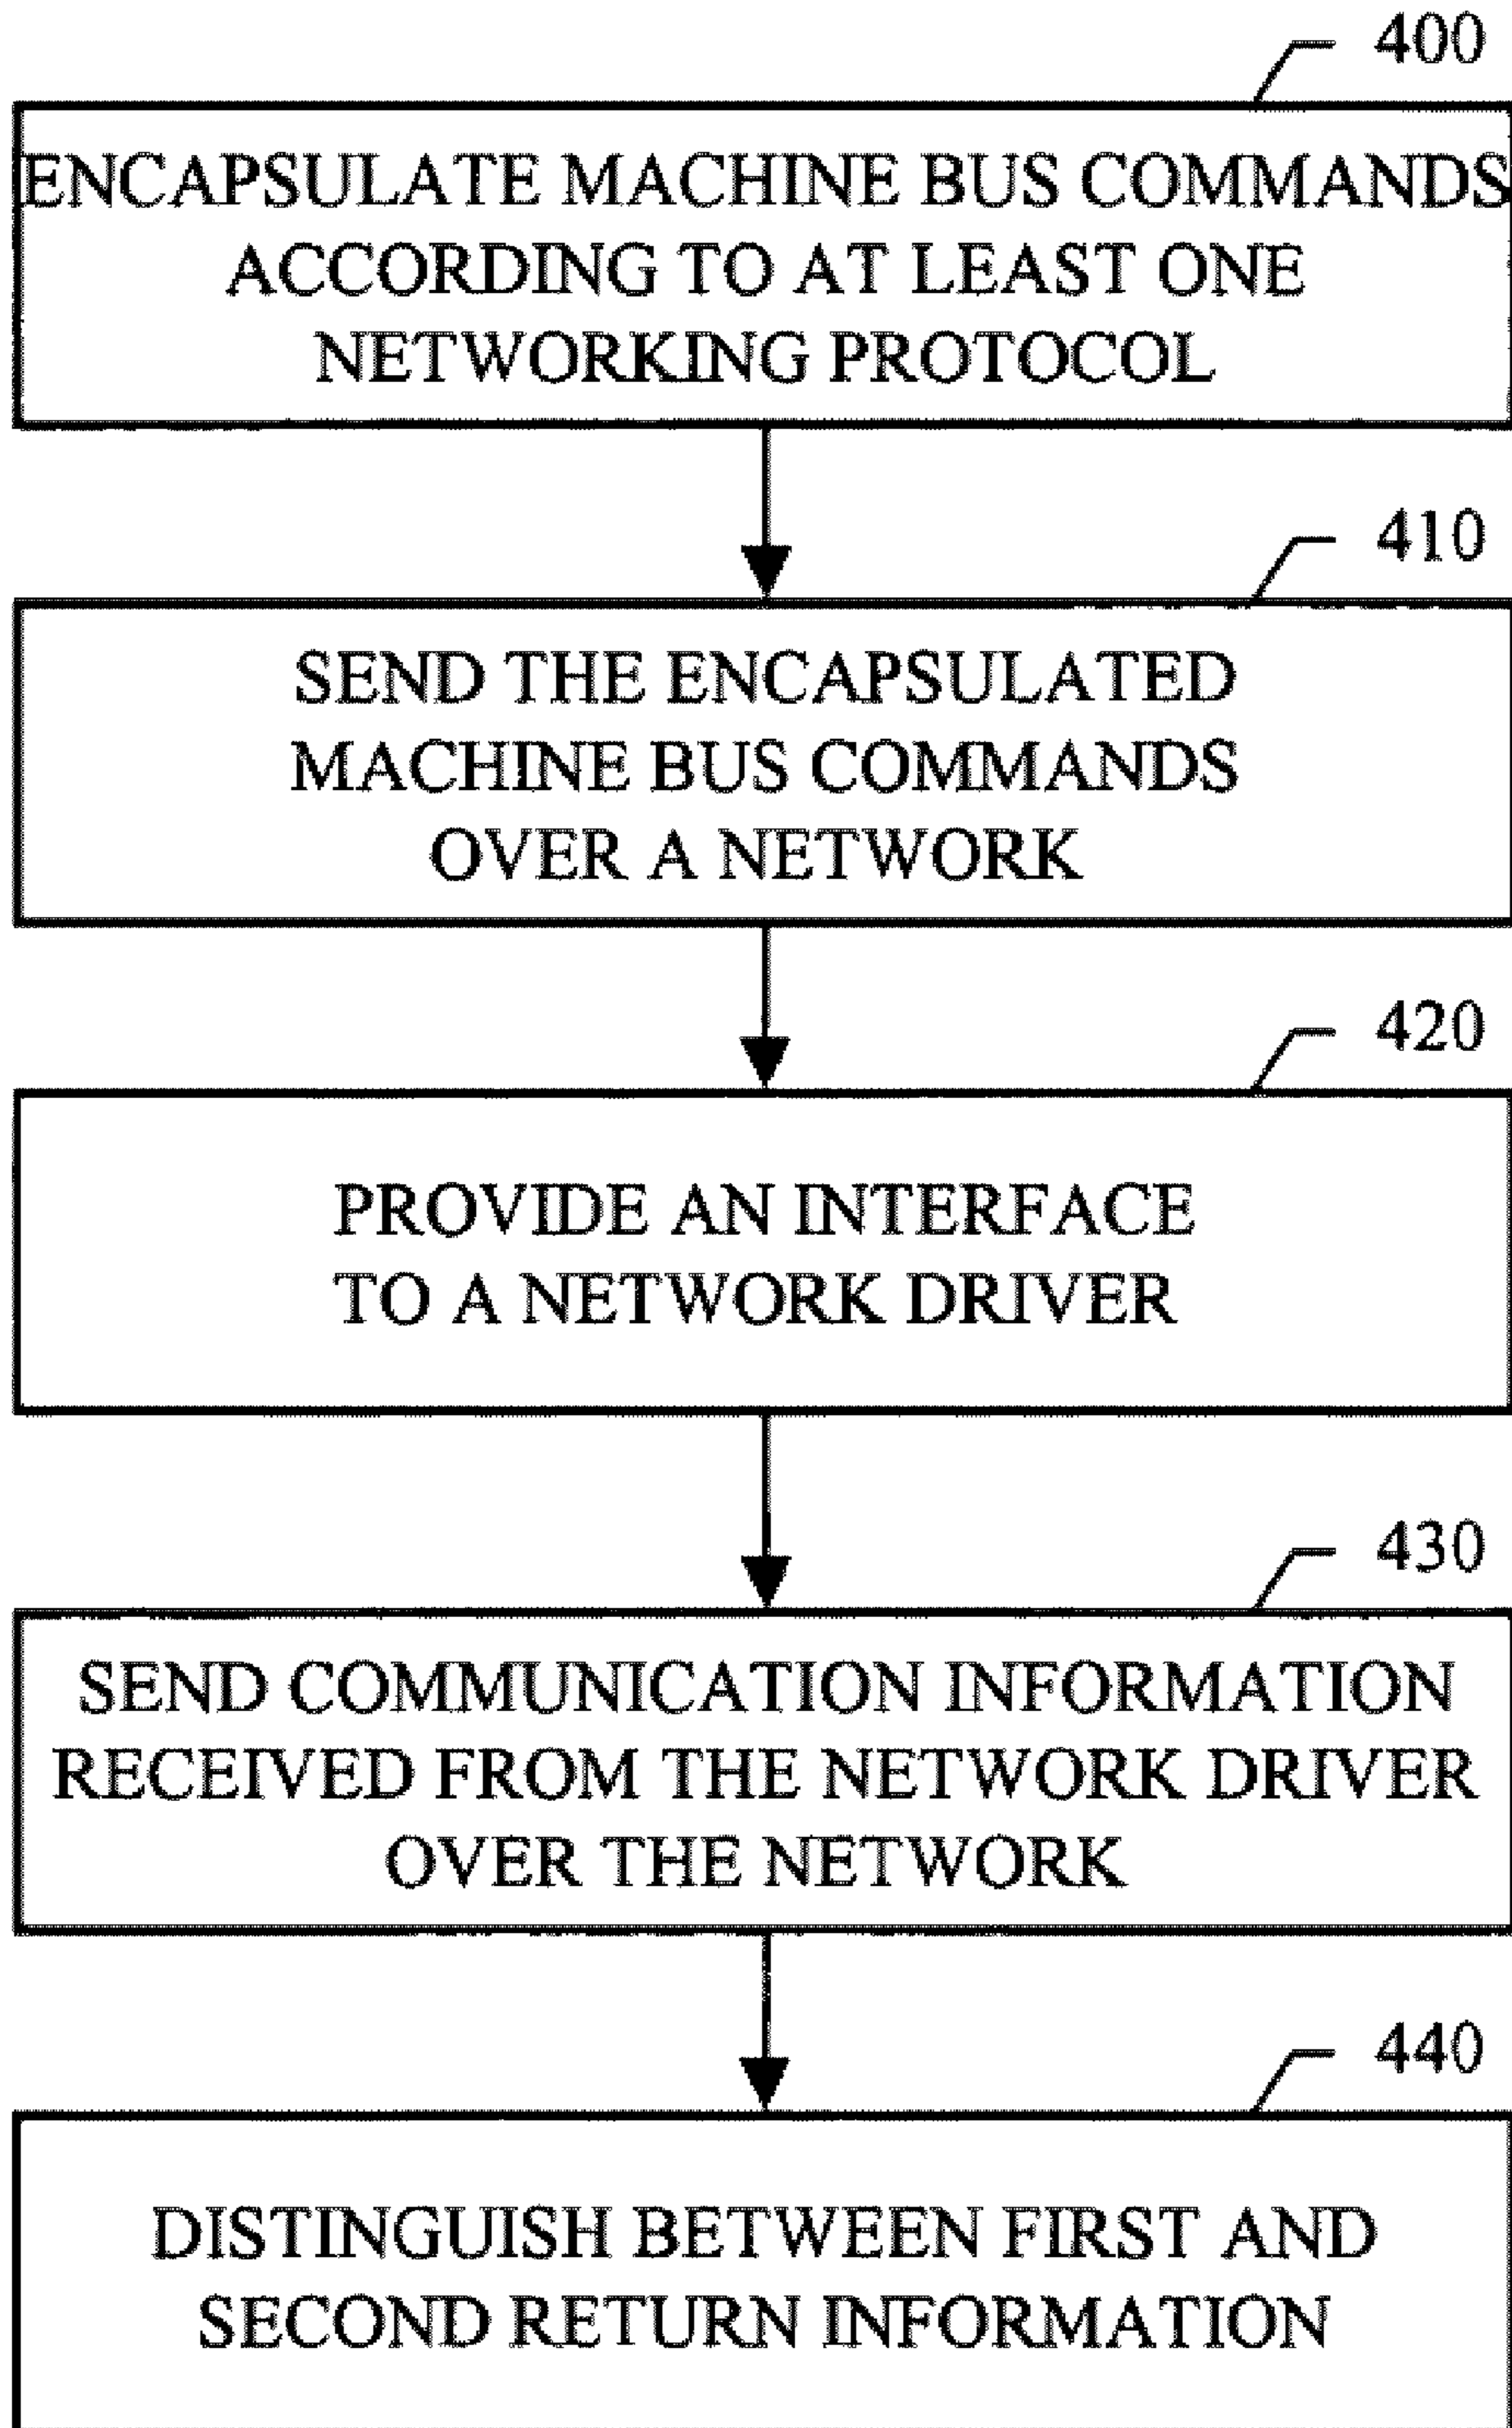 400
ENCAPSULATE MACHINE BUS COMMANDS
ACCORDING TO AT LEAST ONE
NETWORKING PROTOCOL
410
SEND THE ENCAPSULATED
MACHINE BUS COMMANDS
OVER A NETWORK
420
PROVIDE AN INTERFACE
TO A NETWORK DRIVER
430
SEND COMMUNICATION INFORMATION
RECEIVED FROM THE NETWORK DRIVER
OVER THE NETWORK
440
DISTINGUISH BETWEEN FIRST AND
SECOND RETURN INFORMATION